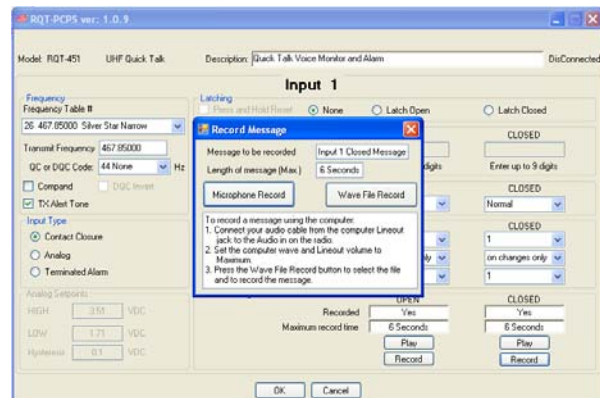 RQT-PCPS ver: 1.0.9
Model: RQT-451 UHF Quick Talk Description: Quick Talk Voice Monitor and Alarm DisConnected
Input 1
Frequency
Frequency Table #
26 467.85000 Silver Star Narrow
Transmit Frequency 467.85000
QC or DQC Code: 44 None Hz
Compand DQC Invert
TX Alert Tone
Input Type
Contact Closure
Analog
Terminated Alarm
Analog Setpoints
HIGH 3.51 VDC
LOW 1.71 VDC
Hysteresis 0.1 VDC
Latching
Press and Hold Reset None Latch Open Latch Closed
CLOSED
digits Enter up to 9 digits
CLOSED
Normal
CLOSED
1
on changes only
1
Record Message
Message to be recorded Input 1 Closed Message
Length of message (Max.) 6 Seconds
Microphone Record Wave File Record
To record a message using the computer.
1. Connect your audio cable from the computer Lineout
jack to the Audio in on the radio.
2. Set the computer wave and Lineout volume to
Maximum.
3. Press the Wave File Record button to select the file
and to record the message.
OPEN CLOSED
Recorded Yes Yes
Maximum record time 6 Seconds 6 Seconds
Play Play
Record Record
OK Cancel